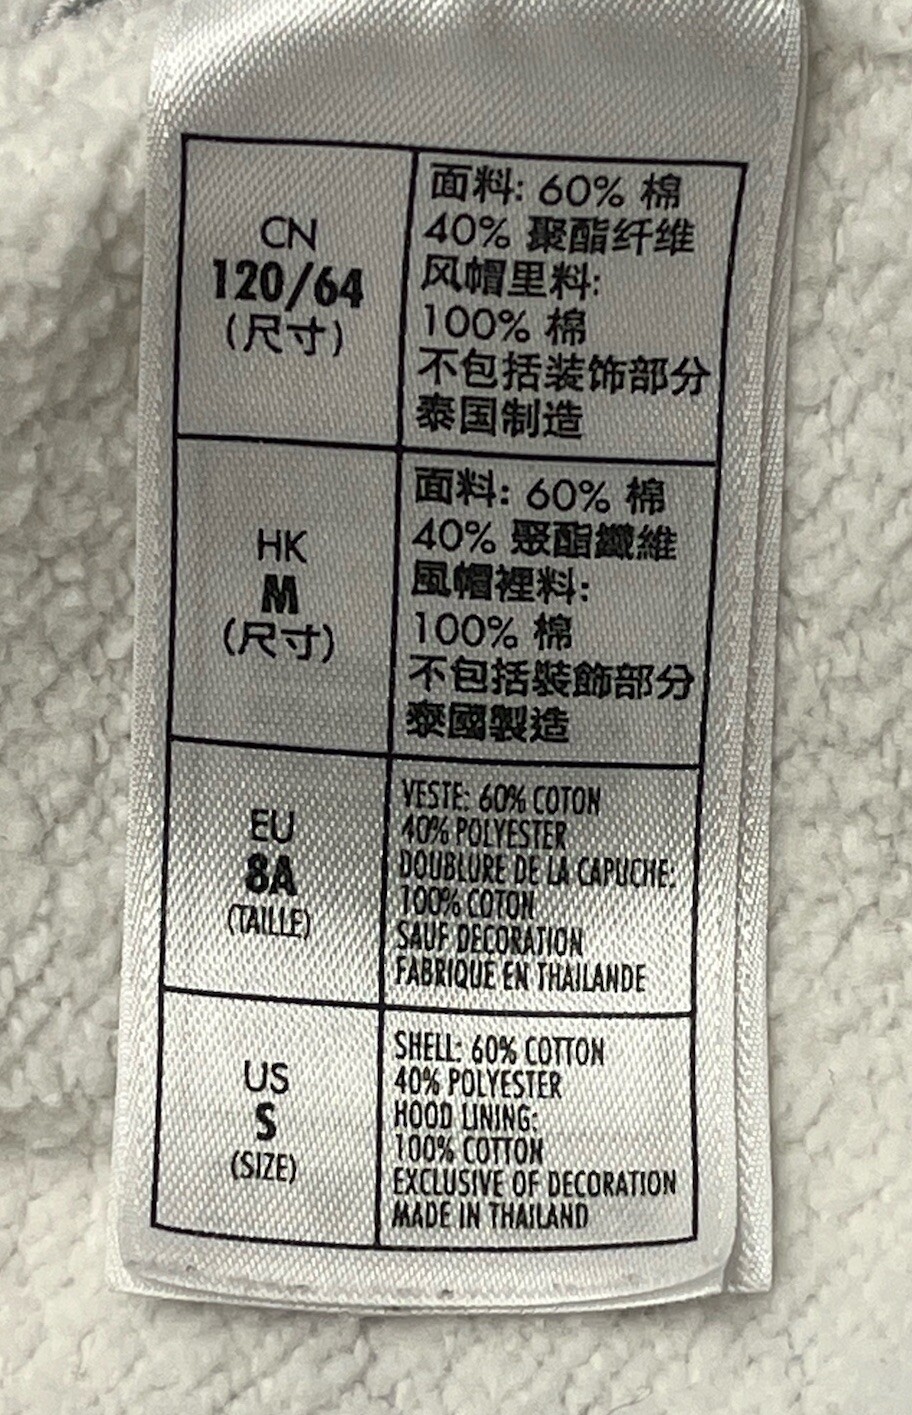 CN
120/64
(尺寸)
面料: 60% 棉
40% 聚酯纤维
风帽里料:
100% 棉
不包括装饰部分
泰国制造
HK
M
(尺寸)
面料: 60% 棉
40% 聚酯纖維
風帽裡料:
100% 棉
不包括裝飾部分
泰國製造
EU
8A
(TAILLE)
VESTE: 60% COTON
40% POLYESTER
DOUBLURE DE LA CAPUCHE:
100% COTON
SAUF DECORATION
FABRIQUE EN THAILANDE
US
S
(SIZE)
SHELL: 60% COTTON
40% POLYESTER
HOOD LINING:
100% COTTON
EXCLUSIVE OF DECORATION
MADE IN THAILAND